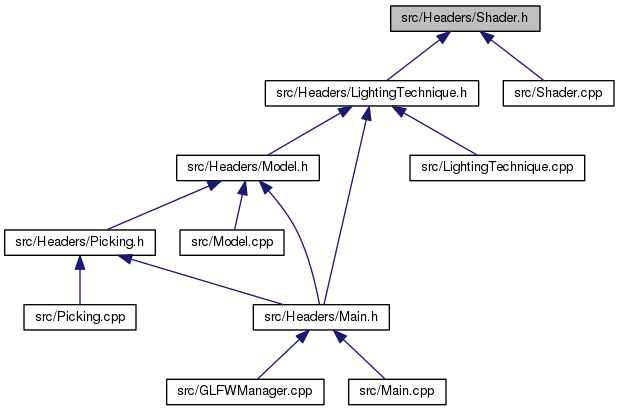 src/Headers/Shader.h
src/Headers/LightingTechnique.h
src/Shader.cpp
src/Headers/Model.h
src/LightingTechnique.cpp
src/Headers/Picking.h
src/Model.cpp
src/Picking.cpp
src/Headers/Main.h
src/GLFWManager.cpp
src/Main.cpp